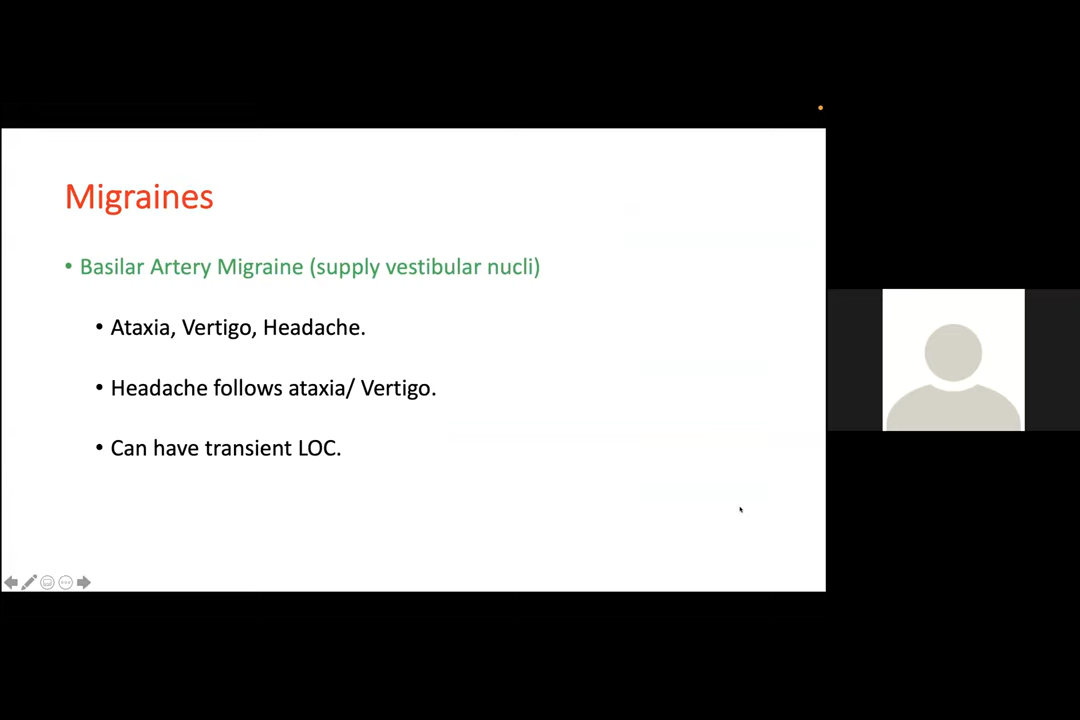 Migraines
• Basilar Artery Migraine (supply vestibular nucli)
• Ataxia, Vertigo, Headache.
• Headache follows ataxia/ Vertigo.
• Can have transient LOC.